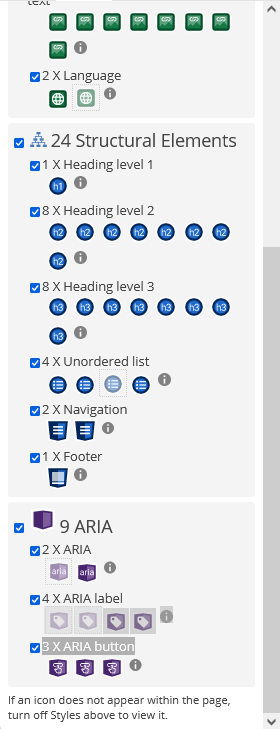 text
2 X Language
24 Structural Elements
1 X Heading level 1
h1
8 X Heading level 2
h2 h2 h2 h2 h2 h2 h2
h2
8 X Heading level 3
h3 h3 h3 h3 h3 h3 h3
h3
4 X Unordered list
2 X Navigation
1 X Footer
9 ARIA
2 X ARIA
aria aria
4 X ARIA label
3 X ARIA button
If an icon does not appear within the page,
turn off Styles above to view it.